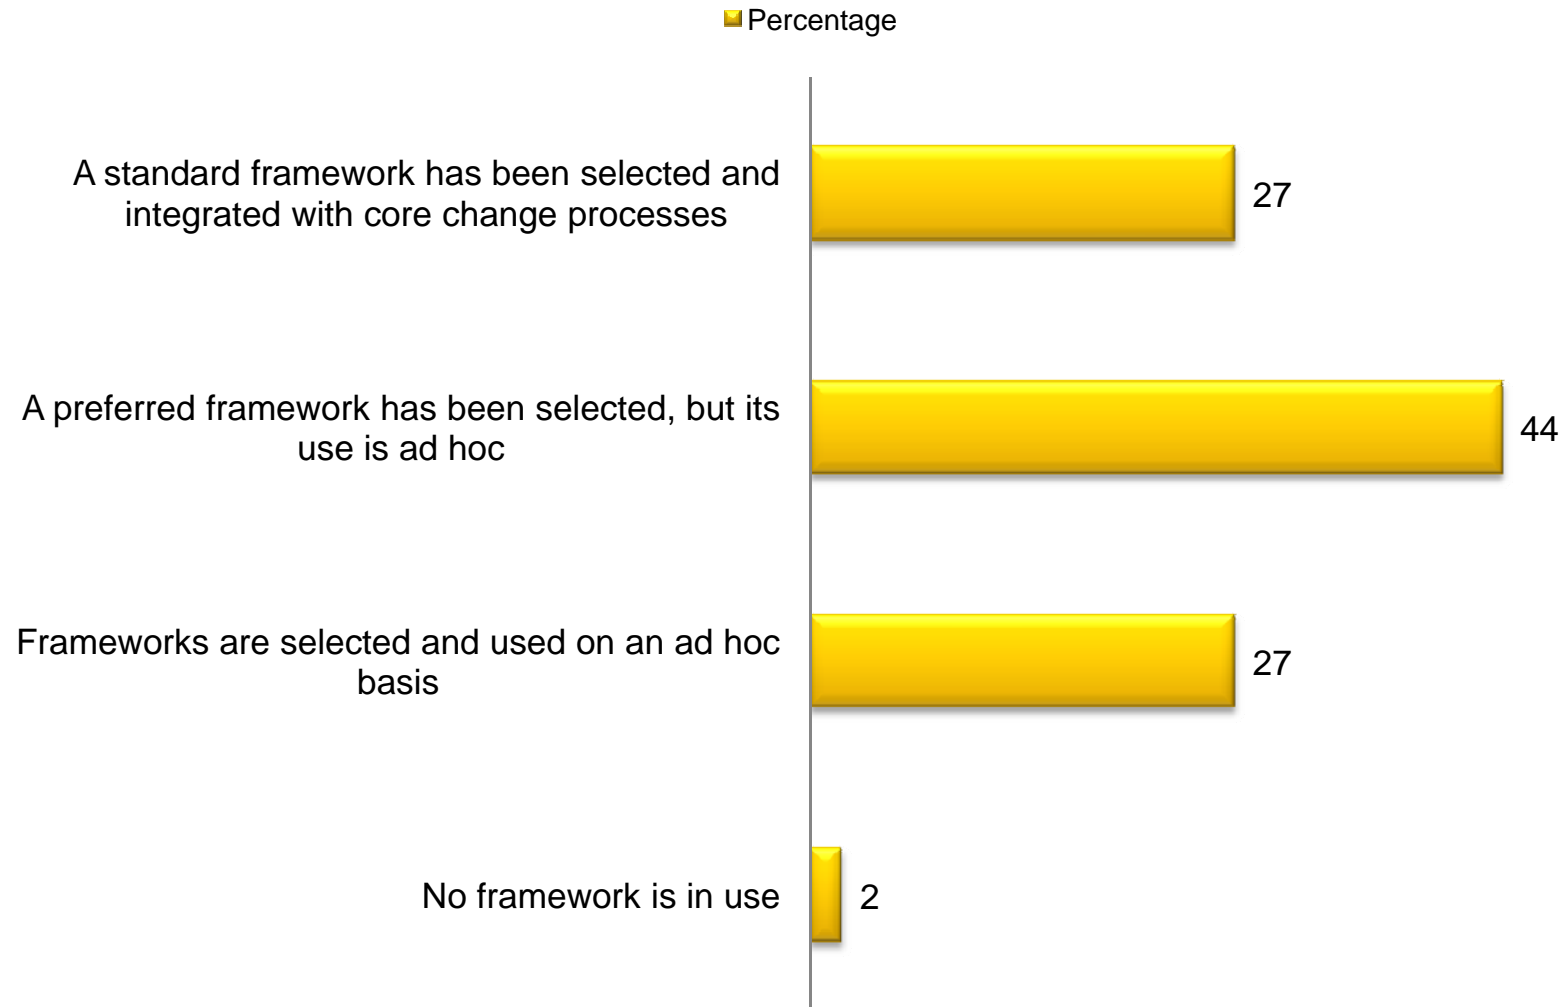 Percentage
A standard framework has been selected and
integrated with core change processes
27
A preferred framework has been selected, but its
use is ad hoc
44
Frameworks are selected and used on an ad hoc
basis
27
No framework is in use
2